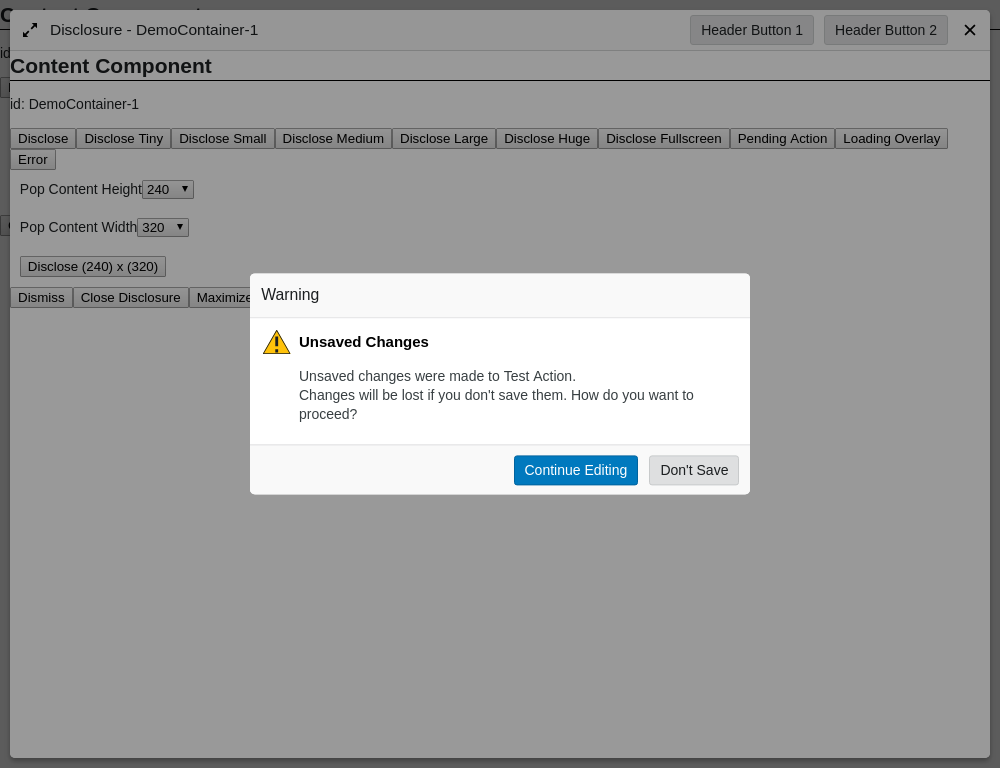 Disclosure - DemoContainer-1
Header Button 1
Header Button 2
Content Component
id: DemoContainer-1
Disclose
Disclose Tiny
Disclose Small
Disclose Medium
Disclose Large
Disclose Huge
Disclose Fullscreen
Pending Action
Loading Overlay
Error
Pop Content Height 240
Pop Content Width 320
Disclose (240) x (320)
Dismiss
Close Disclosure
Maximize
Warning
Unsaved Changes
Unsaved changes were made to Test Action.
Changes will be lost if you don't save them. How do you want to
proceed?
Continue Editing
Don't Save